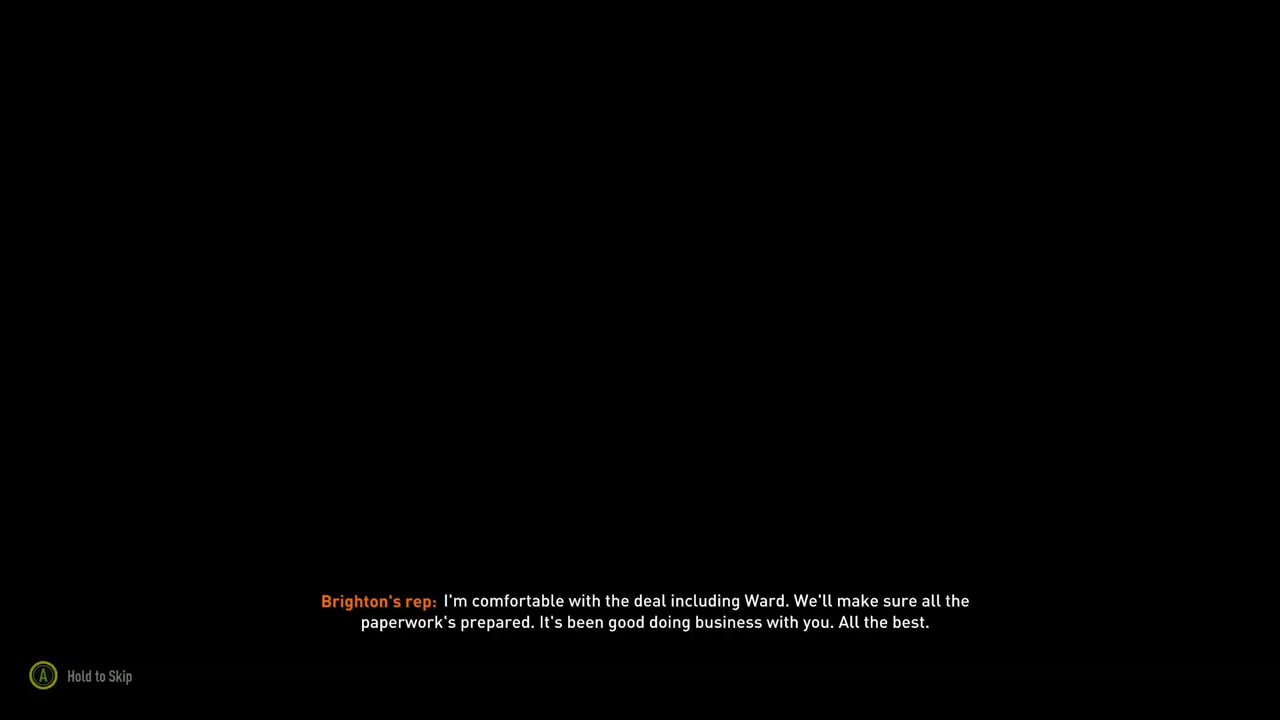 Brighton's rep: I'm comfortable with the deal including Ward. We'll make sure all the
paperwork's prepared. It's been good doing business with you. All the best.
A Hold to Skip